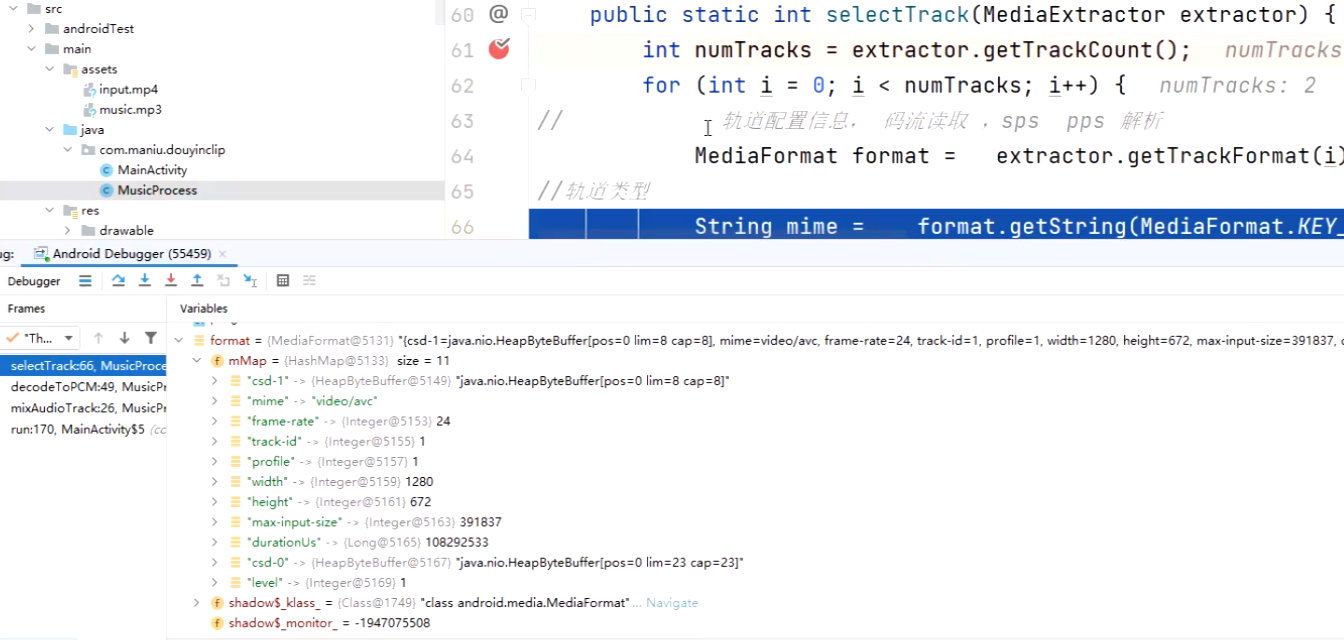 src
androidTest
main
assets
input.mp4
music.mp3
java
com.maniu.douyinclip
MainActivity
MusicProcess
res
drawable
60 @ public static int selectTrack(MediaExtractor extractor) {
61 int numTracks = extractor.getTrackCount(); numTracks
62 for (int i = 0; i < numTracks; i++) { numTracks: 2
63 // 轨道配置信息, 码流读取 ,sps pps 解析
64 MediaFormat format = extractor.getTrackFormat(i)
65 //轨道类型
66 String mime = format.getString(MediaFormat.KEY_
ug: Android Debugger (55459)
Debugger
Frames
Variables
"Th...
selectTrack:66, MusicProce
decodeToPCM:49, MusicPr
mixAudioTrack:26, MusicPr
run:170, MainActivity$5 (co
format = {MediaFormat@5131} "{csd-1=java.nio.HeapByteBuffer[pos=0 lim=8 cap=8], mime=video/avc, frame-rate=24, track-id=1, profile=1, width=1280, height=672, max-input-size=391837,
mMap = {HashMap@5133} size = 11
"csd-1" -> {HeapByteBuffer@5149} "java.nio.HeapByteBuffer[pos=0 lim=8 cap=8]"
"mime" -> "video/avc"
"frame-rate" -> {Integer@5153} 24
"track-id" -> {Integer@5155} 1
"profile" -> {Integer@5157} 1
"width" -> {Integer@5159} 1280
"height" -> {Integer@5161} 672
"max-input-size" -> {Integer@5163} 391837
"durationUs" -> {Long@5165} 108292533
"csd-0" -> {HeapByteBuffer@5167} "java.nio.HeapByteBuffer[pos=0 lim=23 cap=23]"
"level" -> {Integer@5169} 1
shadow$_klass_ = {Class@1749} "class android.media.MediaFormat"... Navigate
shadow$_monitor_ = -1947075508